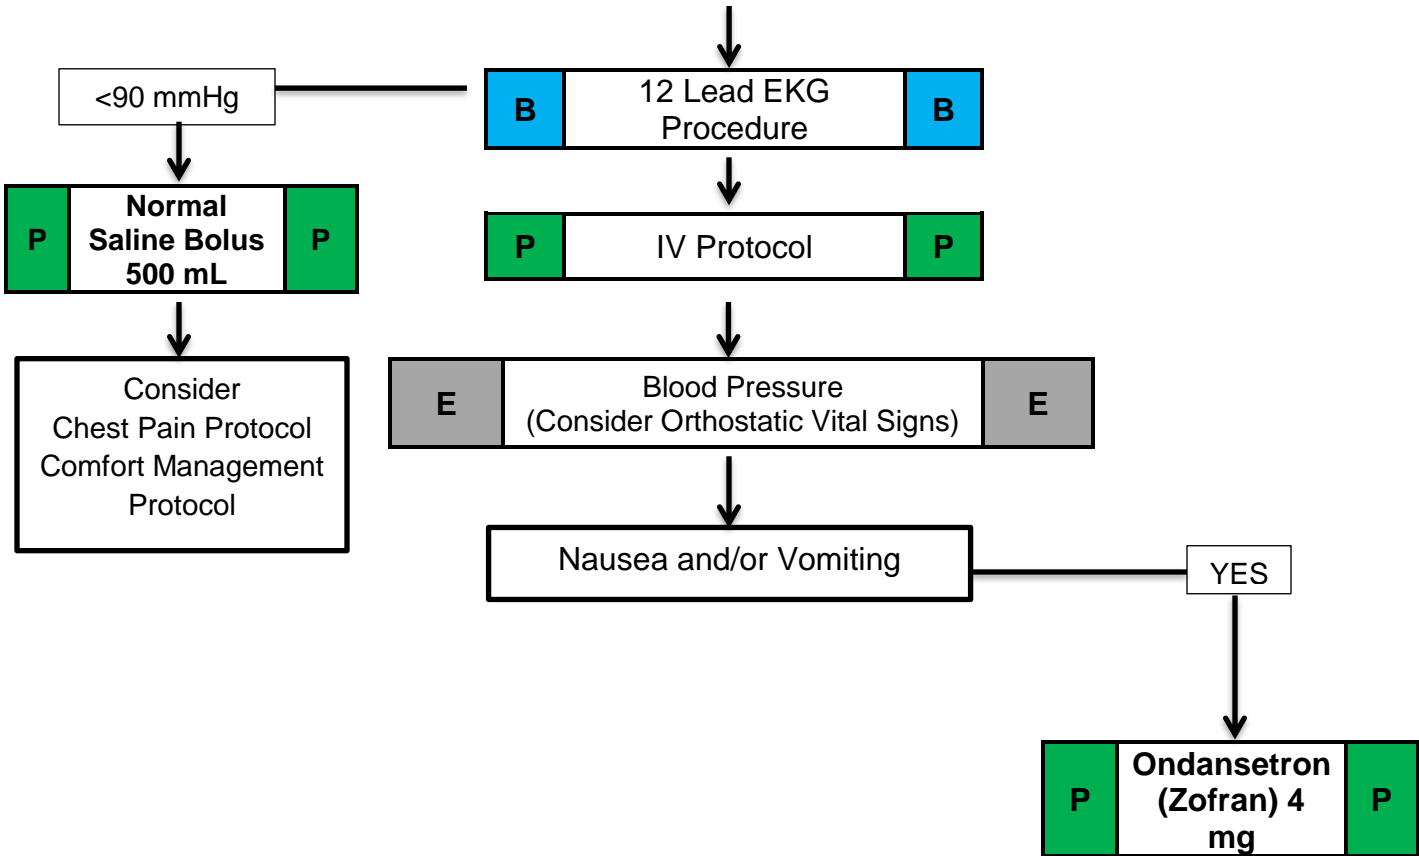 <90 mmHg
B
12 Lead EKG
Procedure
B
P
Normal
Saline Bolus
500 mL
P
P
IV Protocol
P
Consider
Chest Pain Protocol
Comfort Management
Protocol
E
Blood Pressure
(Consider Orthostatic Vital Signs)
E
Nausea and/or Vomiting
YES
P
Ondansetron
(Zofran) 4
mg
P